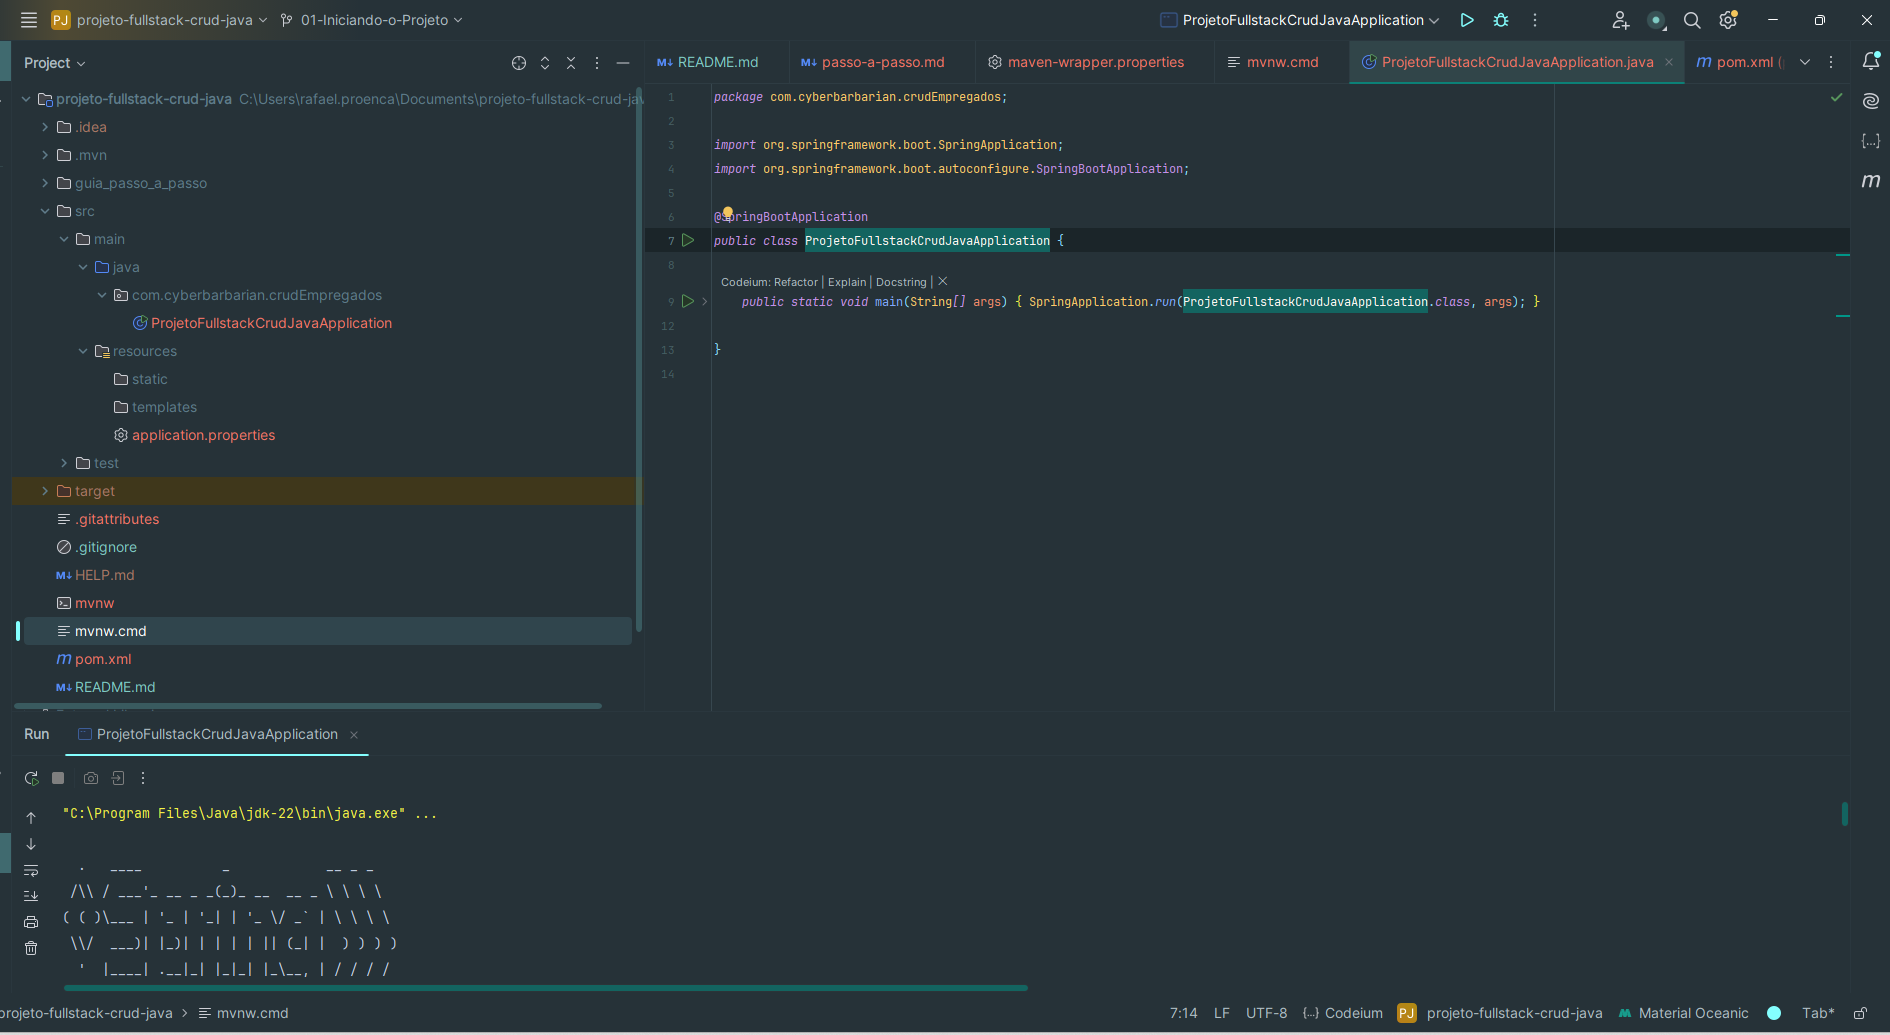 PJ projeto-fullstack-crud-java 01-Iniciando-o-Projeto ProjetoFullstackCrudJavaApplication
Project
README.md passo-a-passo.md maven-wrapper.properties mvnw.cmd ProjetoFullstackCrudJavaApplication.java pom.xml
projeto-fullstack-crud-java C:\Users\rafael.proenca\Documents\projeto-fullstack-crud-jav
.idea
.mvn
guia_passo_a_passo
src
main
java
com.cyberbarbarian.crudEmpregados
ProjetoFullstackCrudJavaApplication
resources
static
templates
application.properties
test
target
.gitattributes
.gitignore
HELP.md
mvnw
mvnw.cmd
pom.xml
README.md
1 package com.cyberbarbarian.crudEmpregados;
2
3 import org.springframework.boot.SpringApplication;
4 import org.springframework.boot.autoconfigure.SpringBootApplication;
5
6 @SpringBootApplication
7 public class ProjetoFullstackCrudJavaApplication {
8
Codeium: Refactor | Explain | Docstring | ×
9 public static void main(String[] args) { SpringApplication.run(ProjetoFullstackCrudJavaApplication.class, args); }
12
13 }
14
Run ProjetoFullstackCrudJavaApplication
"C:\Program Files\Java\jdk-22\bin\java.exe" ...
  .   ____          _            __ _ _
 /\\ / ___'_ __ _ _(_)_ __  __ _ \ \ \ \
( ( )\___ | '_ | '_| | '_ \/ _` | \ \ \ \
 \\/  ___)| |_)| | | | | || (_| |  ) ) ) )
  '  |____| .__|_| |_|_| |_\__, | / / / /
projeto-fullstack-crud-java > mvnw.cmd 7:14 LF UTF-8 {...} Codeium PJ projeto-fullstack-crud-java Material Oceanic Tab*